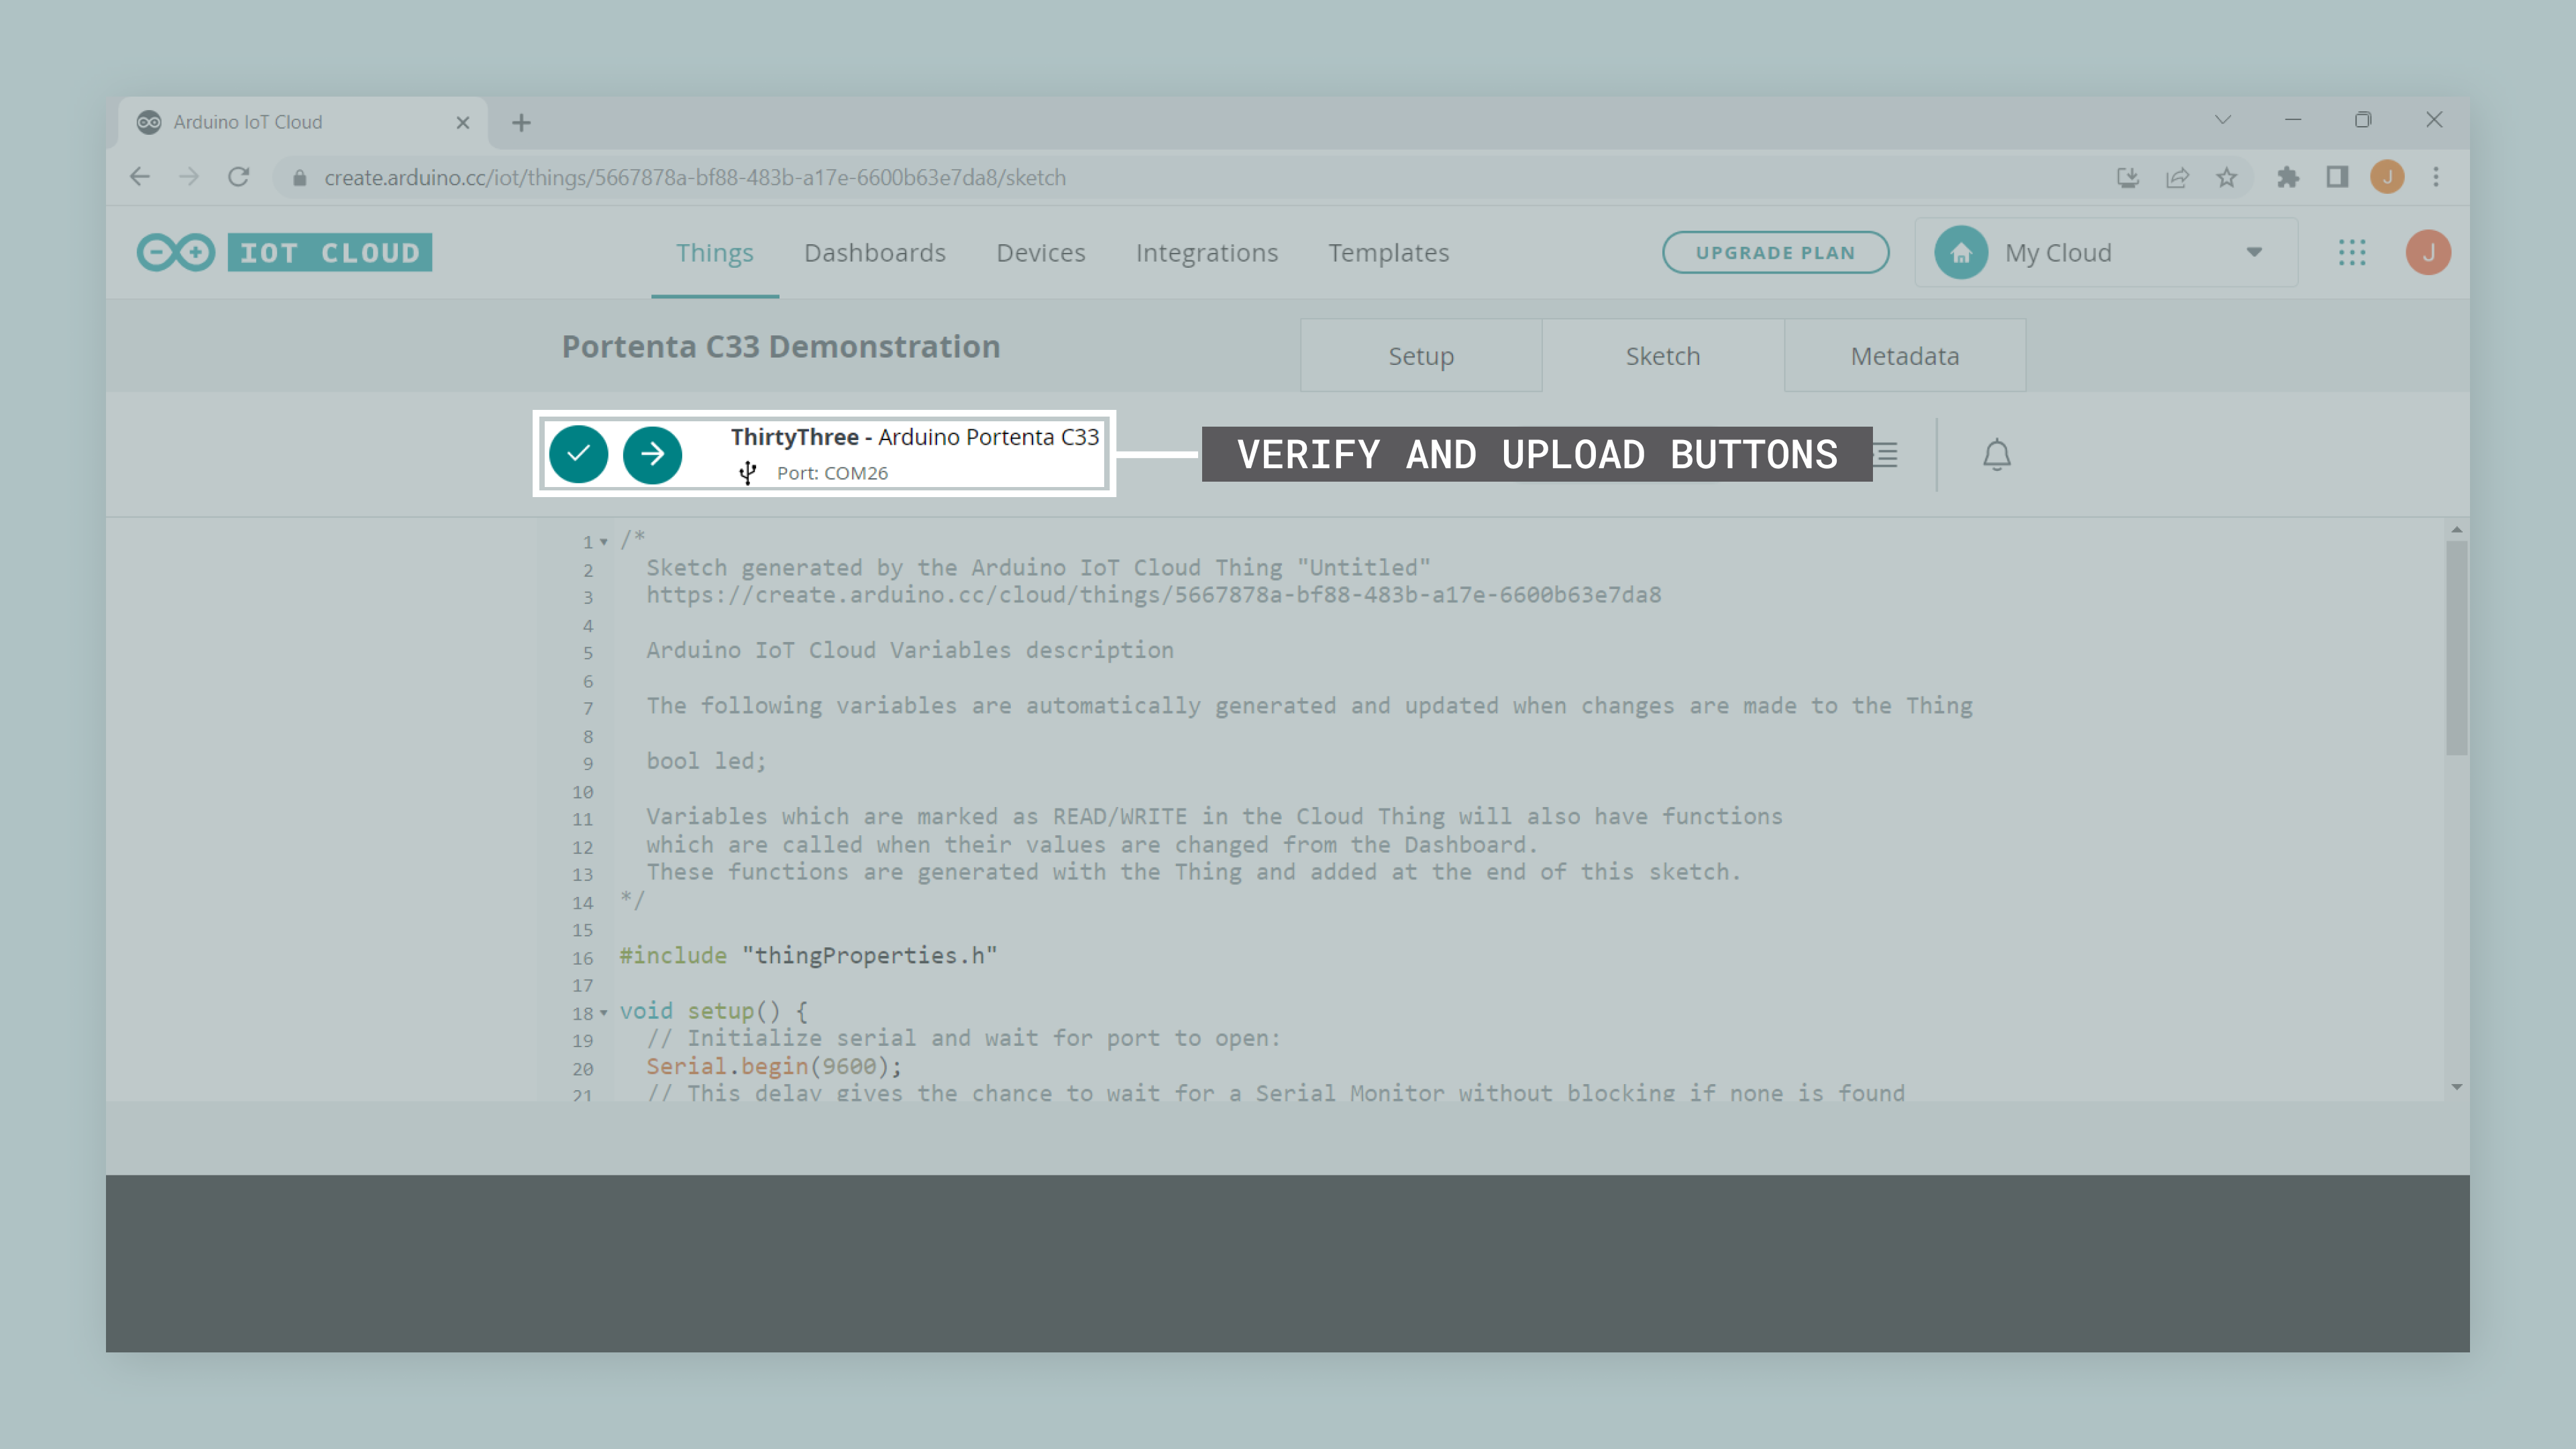 Arduino IoT Cloud
create.arduino.cc/iot/things/5667878a-bf88-483b-a17e-6600b63e7da8/sketch
J
IOT CLOUD
Things
Dashboards
Devices
Integrations
Templates
UPGRADE PLAN
My Cloud
J
Portenta C33 Demonstration
Setup
Sketch
Metadata
ThirtyThree - Arduino Portenta C33
Port: COM26
VERIFY AND UPLOAD BUTTONS
1 /*
2 Sketch generated by the Arduino IoT Cloud Thing "Untitled"
3 https://create.arduino.cc/cloud/things/5667878a-bf88-483b-a17e-6600b63e7da8
4
5 Arduino IoT Cloud Variables description
6
7 The following variables are automatically generated and updated when changes are made to the Thing
8
9 bool led;
10
11 Variables which are marked as READ/WRITE in the Cloud Thing will also have functions
12 which are called when their values are changed from the Dashboard.
13 These functions are generated with the Thing and added at the end of this sketch.
14 */
15
16 #include "thingProperties.h"
17
18 void setup() {
19 // Initialize serial and wait for port to open:
20 Serial.begin(9600);
21 // This delay gives the chance to wait for a Serial Monitor without blocking if none is found